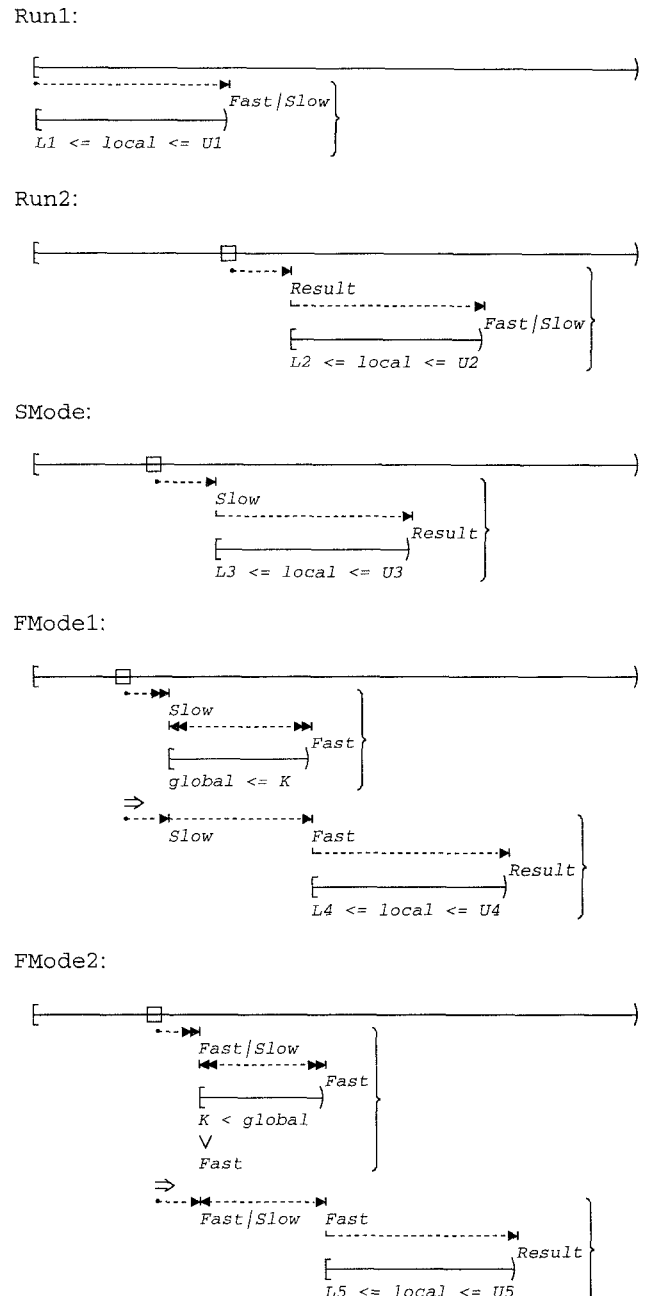 Run1:
Fast|Slow
L1 <= local <= U1
Run2:
Result
Fast|Slow
L2 <= local <= U2
SMode:
Slow
Result
L3 <= local <= U3
FMode1:
Slow
Fast
global <= K
⇒
Slow Fast
Result
L4 <= local <= U4
FMode2:
Fast|Slow
Fast
K < global
∨
Fast
⇒
Fast|Slow Fast
Result
L5 <= local <= U5